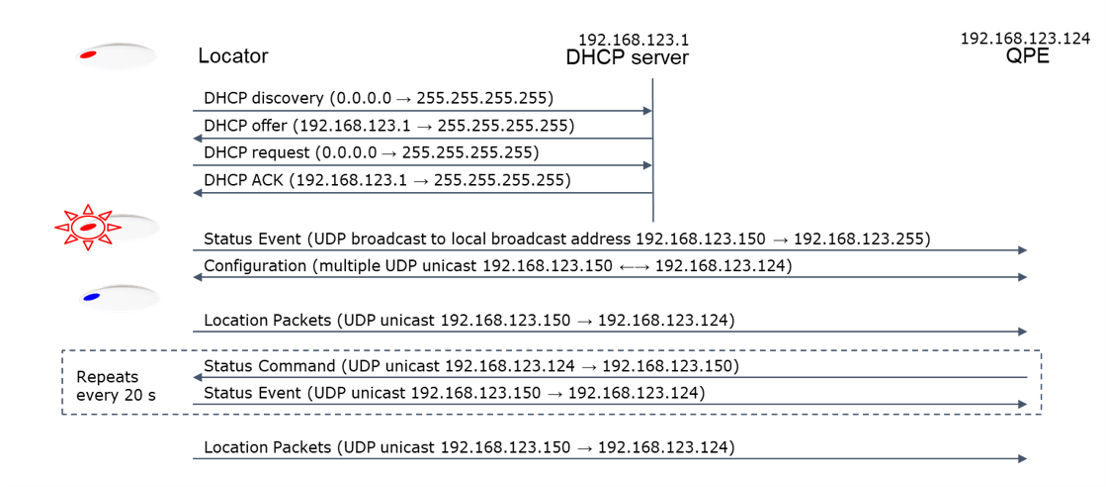 192.168.123.1
192.168.123.124
Locator
DHCP server
QPE
DHCP discovery (0.0.0.0 → 255.255.255.255)
DHCP offer (192.168.123.1 → 255.255.255.255)
DHCP request (0.0.0.0 → 255.255.255.255)
DHCP ACK (192.168.123.1 → 255.255.255.255)
Status Event (UDP broadcast to local broadcast address 192.168.123.150 → 192.168.123.255)
Configuration (multiple UDP unicast 192.168.123.150 ←→ 192.168.123.124)
Location Packets (UDP unicast 192.168.123.150 → 192.168.123.124)
Repeats
every 20 s
Status Command (UDP unicast 192.168.123.124 → 192.168.123.150)
Status Event (UDP unicast 192.168.123.150 → 192.168.123.124)
Location Packets (UDP unicast 192.168.123.150 → 192.168.123.124)